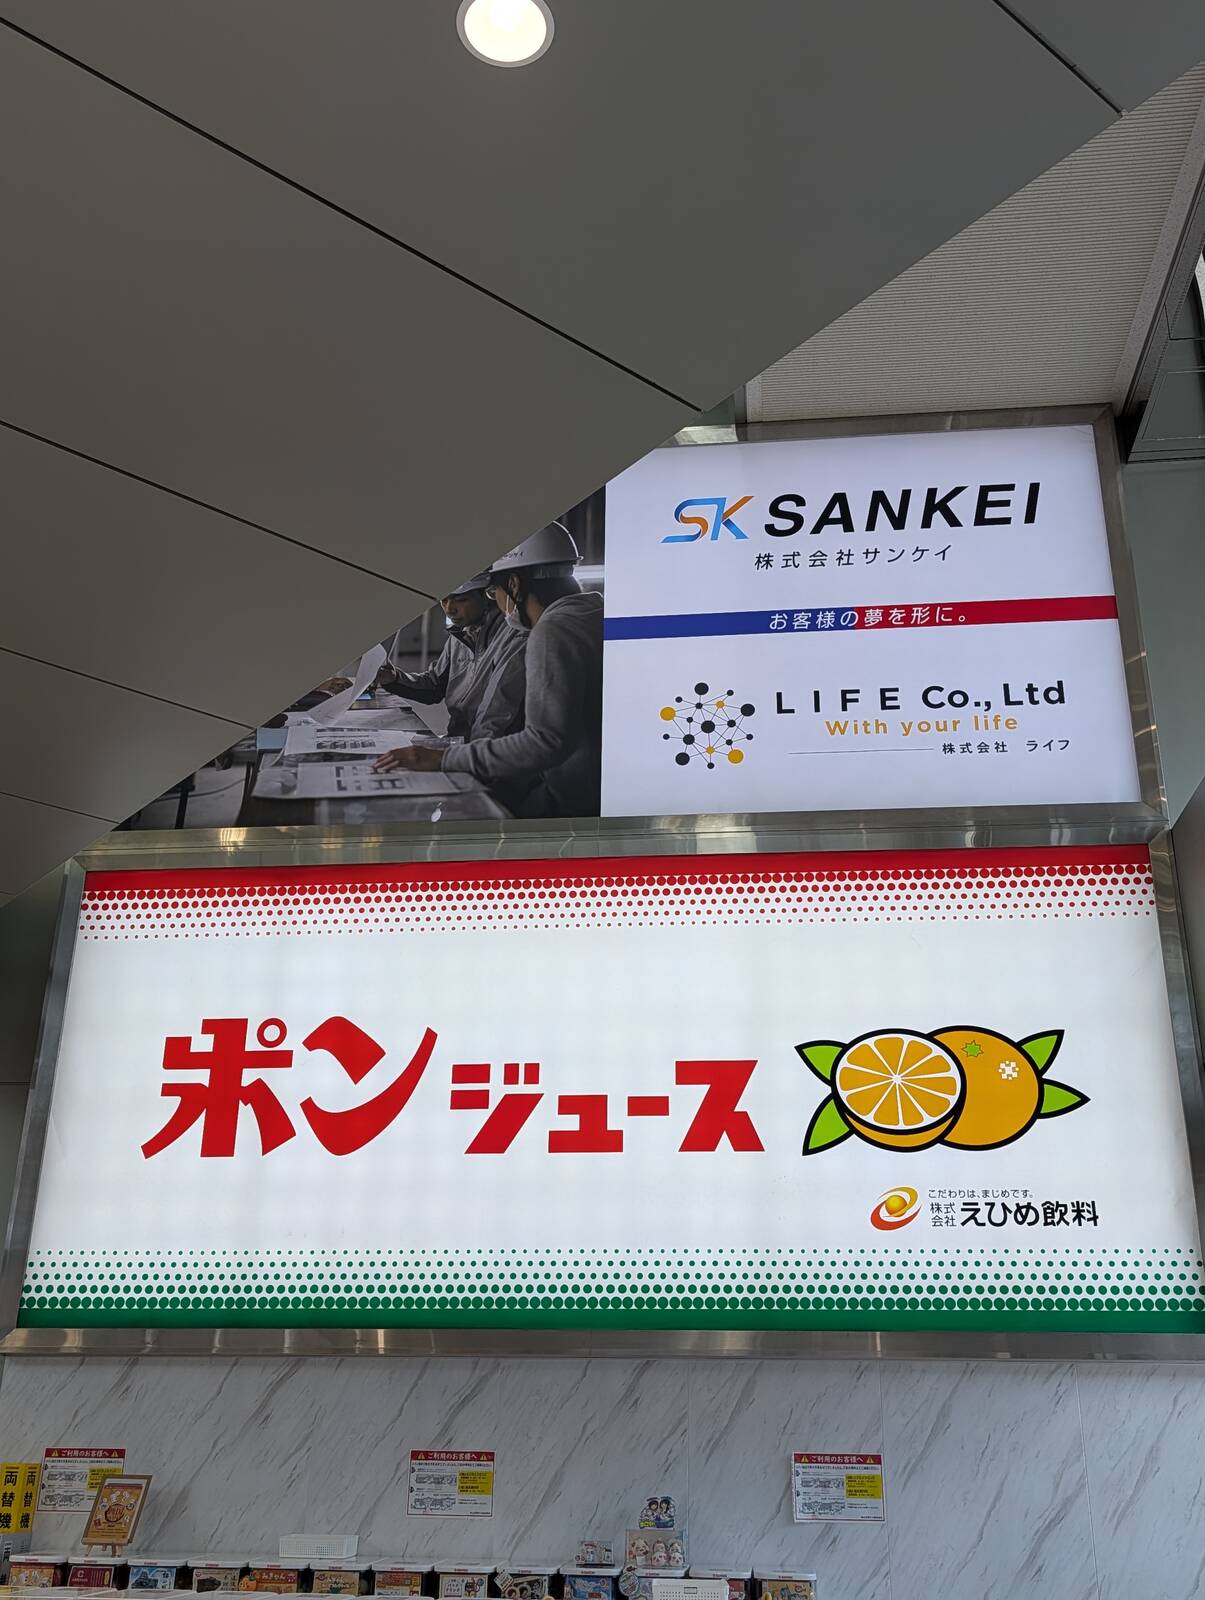 SK SANKEI
株式会社サンケイ
お客様の夢を形に。
LIFE Co., Ltd
With your life
株式会社 ライフ
ポンジュース
こだわりは、まじめです。
株式会社 えひめ飲料
ご利用のお客様へ
ご利用のお客様へ
ご利用のお客様へ
両替機
両替機